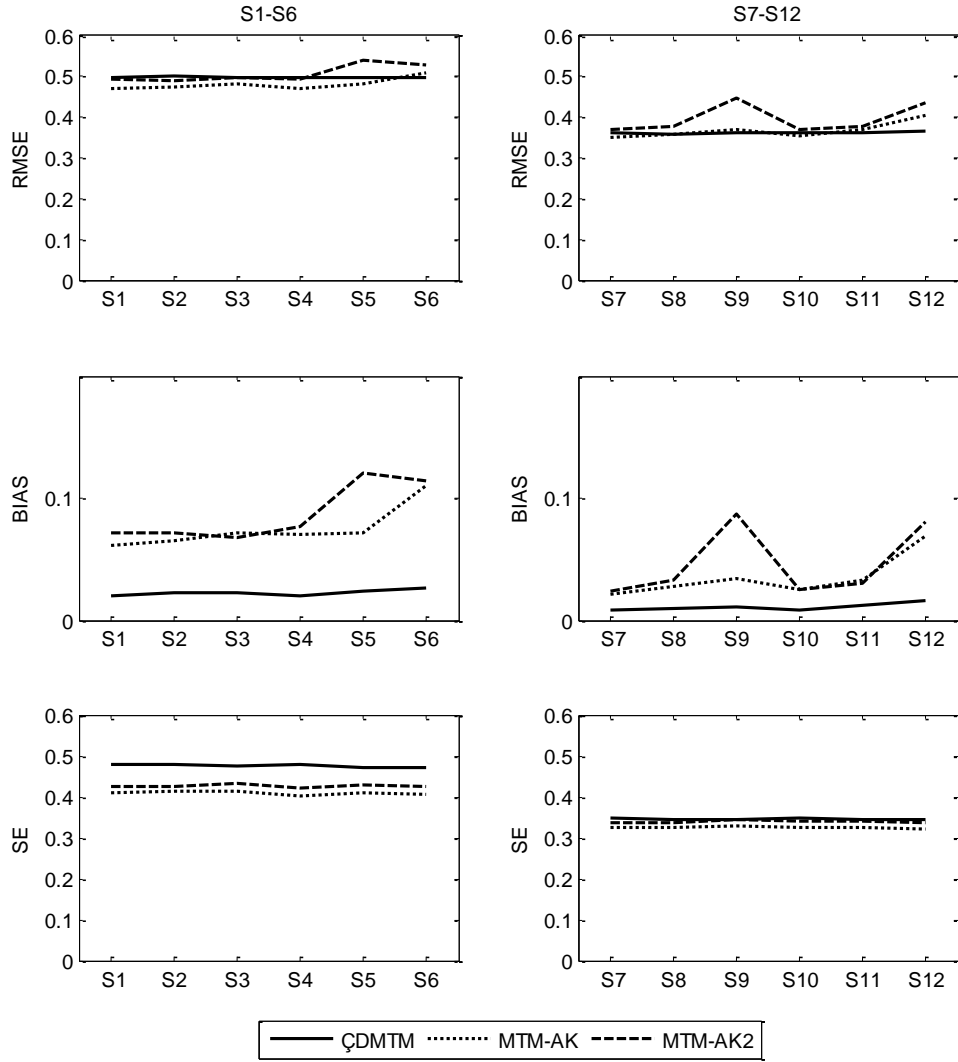 S1-S6
0.6
0.5
0.4
0.3
0.2
0.1
0
RMSE
S1 S2 S3 S4 S5 S6
S7-S12
0.6
0.5
0.4
0.3
0.2
0.1
0
RMSE
S7 S8 S9 S10 S11 S12
0.1
0
BIAS
S1 S2 S3 S4 S5 S6
0.1
0
BIAS
S7 S8 S9 S10 S11 S12
0.6
0.5
0.4
0.3
0.2
0.1
0
SE
S1 S2 S3 S4 S5 S6
0.6
0.5
0.4
0.3
0.2
0.1
0
SE
S7 S8 S9 S10 S11 S12
ÇDMTM MTM-AK MTM-AK2